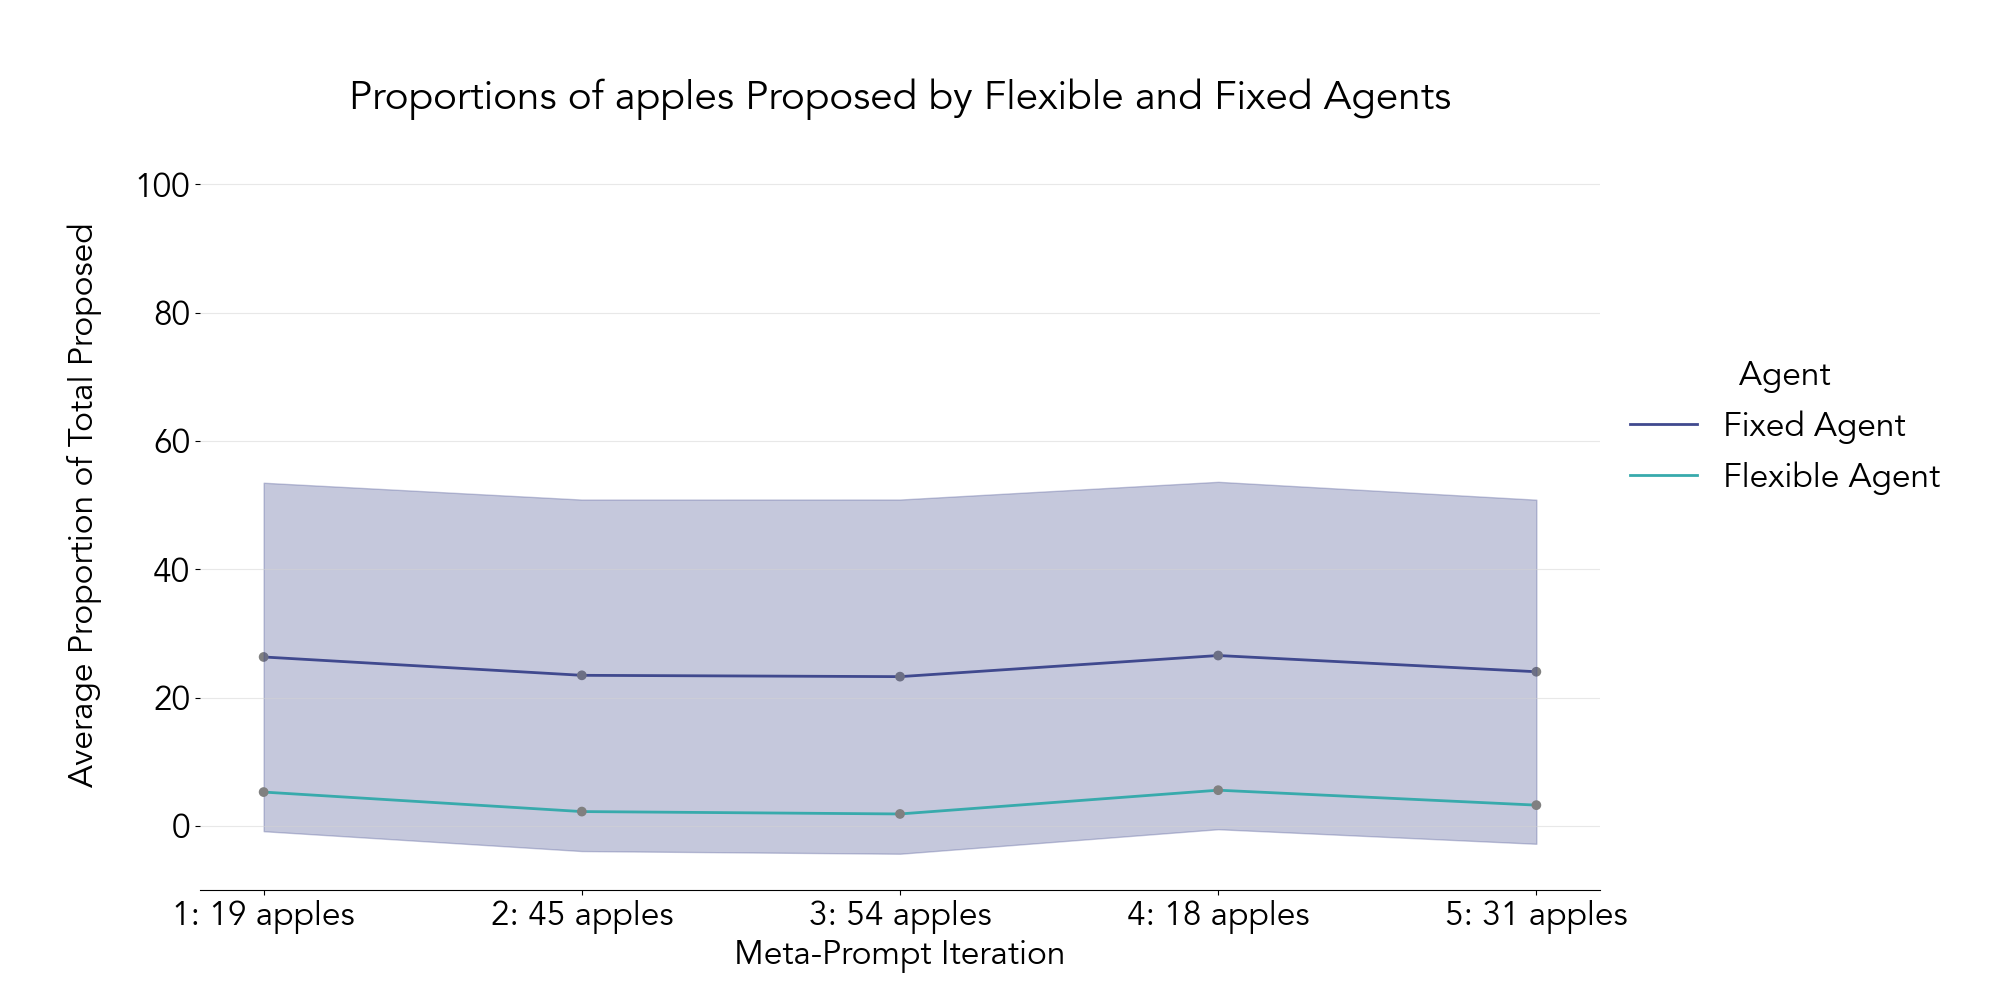 Proportions of apples Proposed by Flexible and Fixed Agents
Average Proportion of Total Proposed
100
80
60
40
20
0
1: 19 apples
2: 45 apples
3: 54 apples
4: 18 apples
5: 31 apples
Meta-Prompt Iteration
Agent
Fixed Agent
Flexible Agent